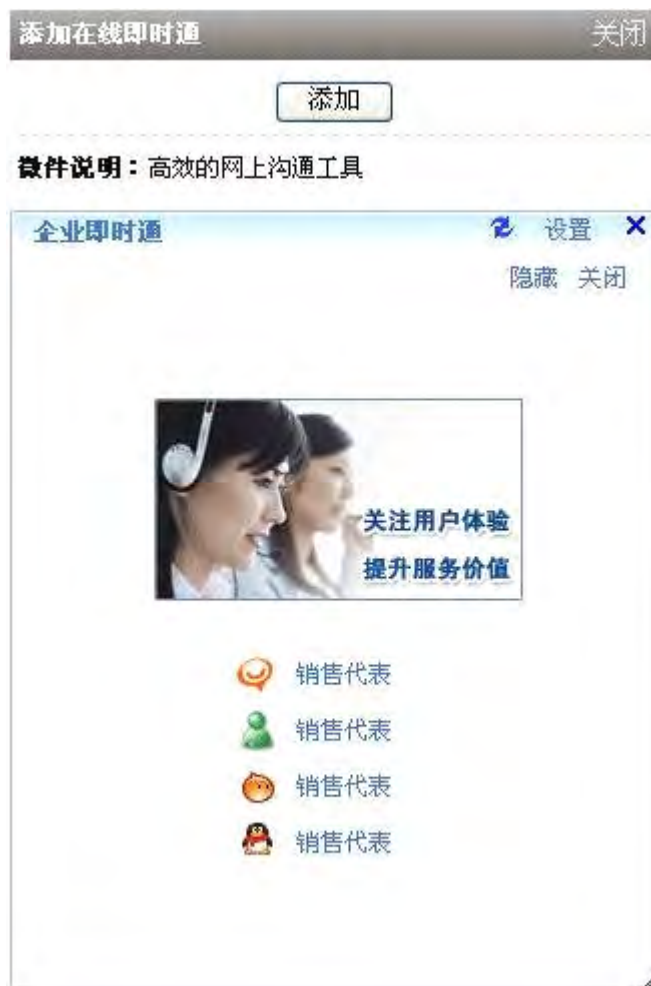 添加在线即时通 关闭
添加
微件说明：高效的网上沟通工具
企业即时通 设置
隐藏 关闭
关注用户体验
提升服务价值
销售代表
销售代表
销售代表
销售代表